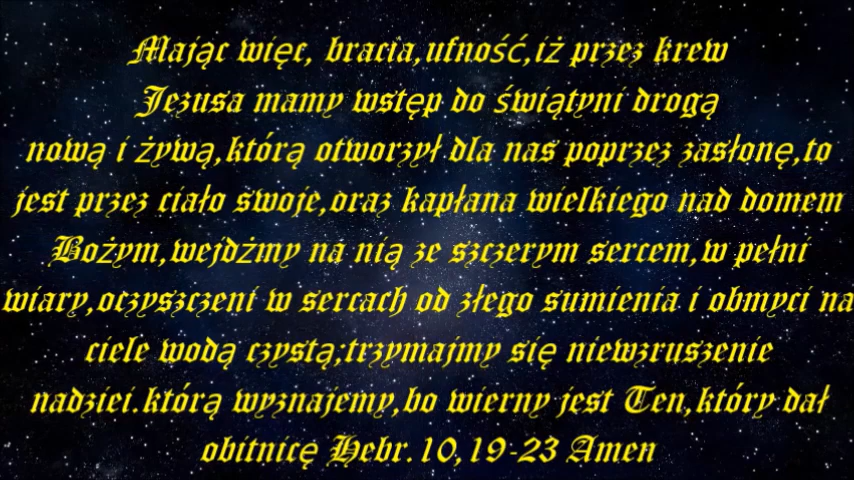 Mając więc, bracia,ufność,iż przez krew
Jezusa mamy wstęp do świątyni drogą
nową i żywą,którą otworzył dla nas poprzez zasłonę,to
jest przez ciało swoje,oraz kapłana wielkiego nad domem
Bożym,wejdżmy na nią ze szczerym sercem,w pełni
wiary,oczyszczeni w sercach od złego sumienia i obmyci na
ciele wodą czystą;trzymajmy się niewzruszenie
nadziei.którą wyznajemy,bo wierny jest Ten,który dał
obitnicę Hebr.10,19-23 Amen